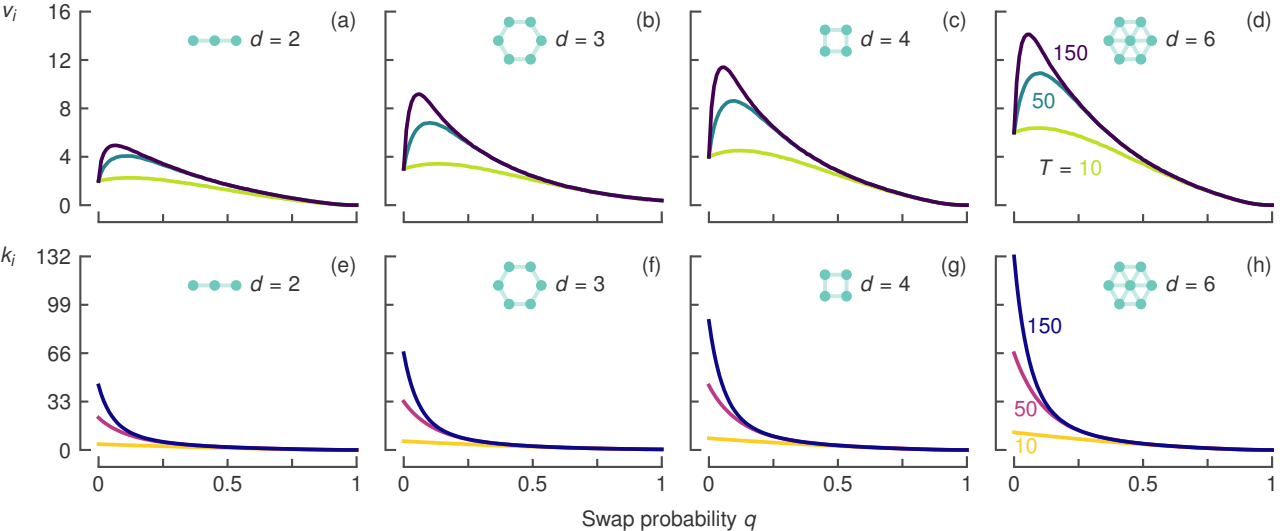 vᵢ
16
12
8
4
0
(a)
d = 2
(b)
d = 3
(c)
d = 4
(d)
d = 6
150
50
T = 10
kᵢ
132
99
66
33
0
(e)
d = 2
(f)
d = 3
(g)
d = 4
(h)
d = 6
150
50
10
0 0.5 1 0 0.5 1 0 0.5 1 0 0.5 1
Swap probability q